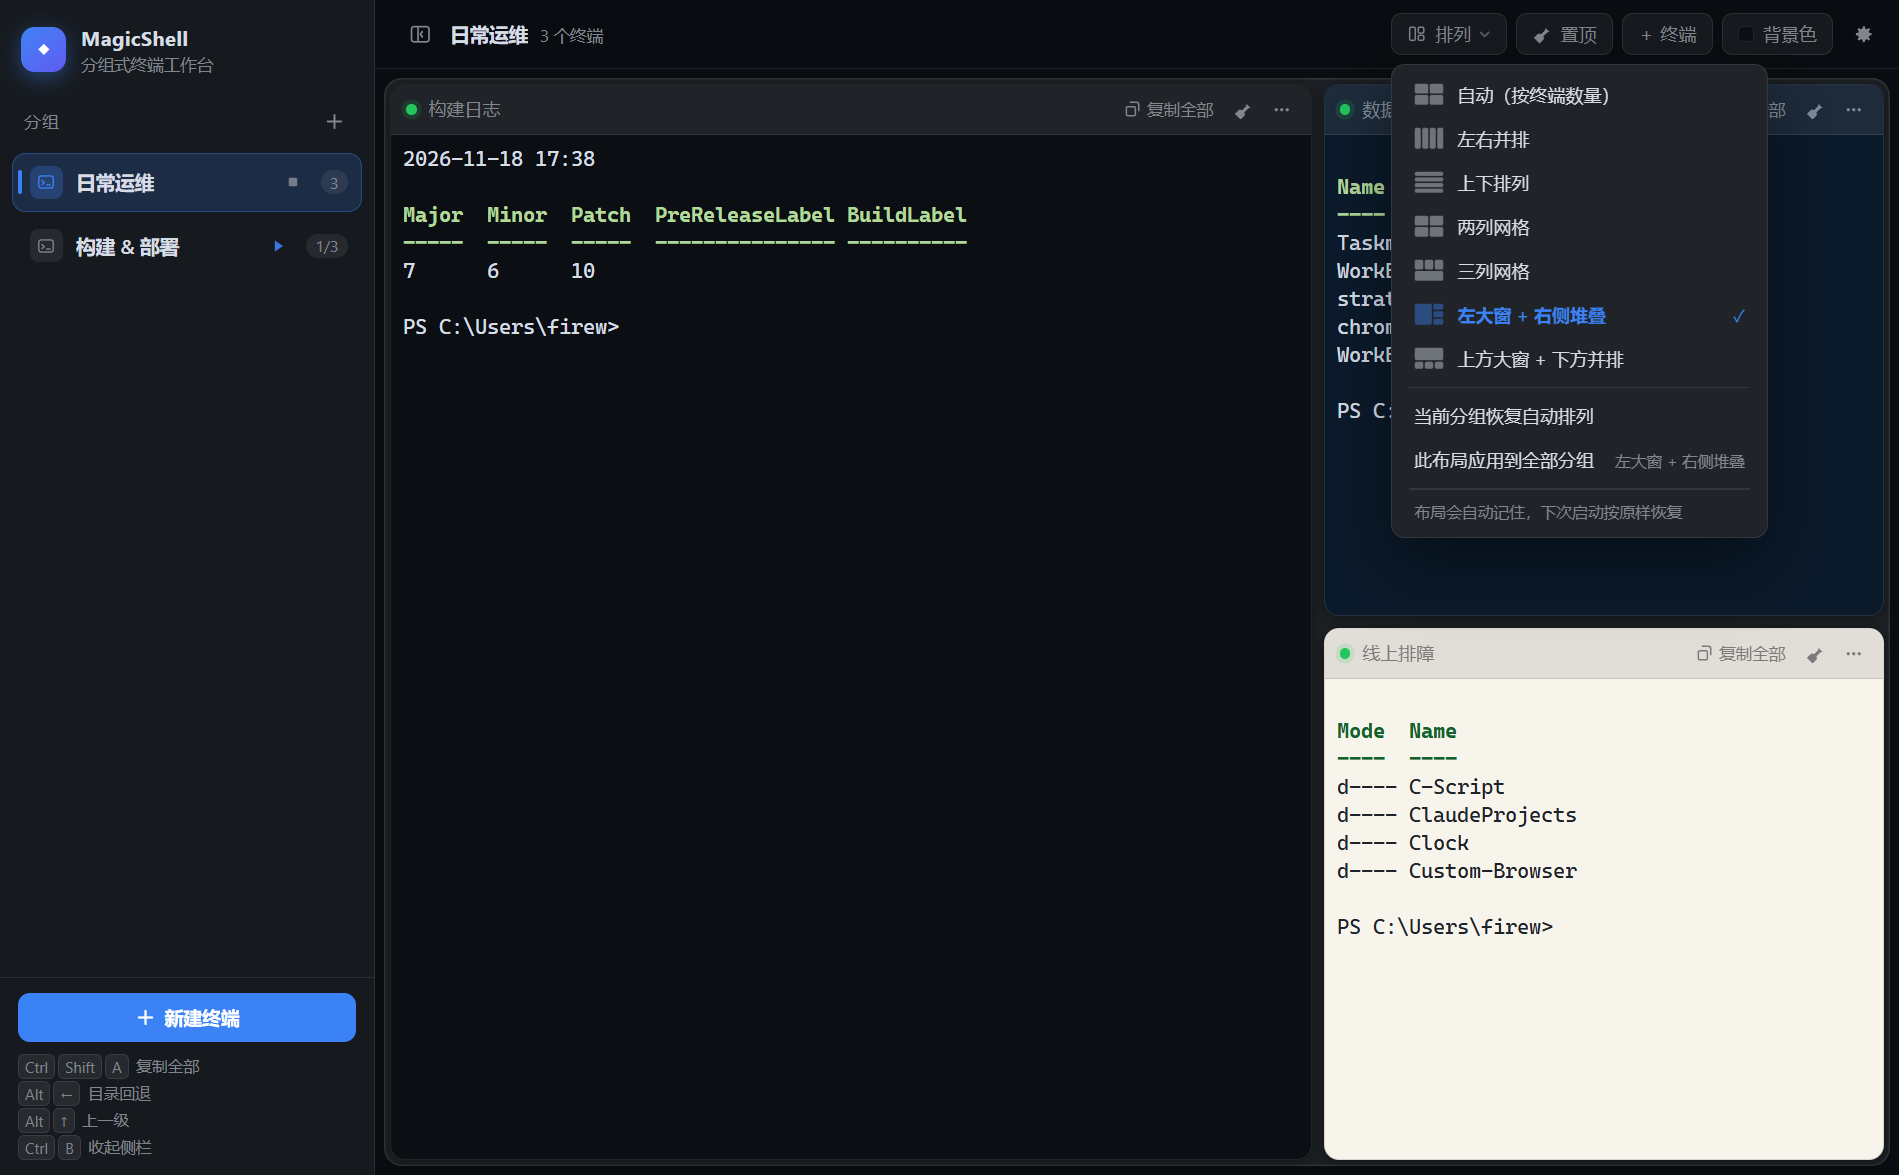 MagicShell
分组式终端工作台
分组
日常运维 3
构建 & 部署 1/3
+ 新建终端
Ctrl Shift A 复制全部
Alt ← 目录回退
Alt ↑ 上一级
Ctrl B 收起侧栏
日常运维 3 个终端
排列 置顶 + 终端 背景色
构建日志 复制全部 ···
2026-11-18 17:38
Major Minor Patch PreReleaseLabel BuildLabel
----- ----- ----- --------------- ----------
7 6 10
PS C:\Users\firew>
自动（按终端数量）
左右并排
上下排列
两列网格
三列网格
左大窗 + 右侧堆叠 ✓
上方大窗 + 下方并排
当前分组恢复自动排列
此布局应用到全部分组 左大窗 + 右侧堆叠
布局会自动记住，下次启动按原样恢复
数据 部 ···
Name
----
Taskm
WorkB
strat
chrom
WorkB
PS C:
线上排障 复制全部 ···
Mode Name
---- ----
d---- C-Script
d---- ClaudeProjects
d---- Clock
d---- Custom-Browser
PS C:\Users\firew>